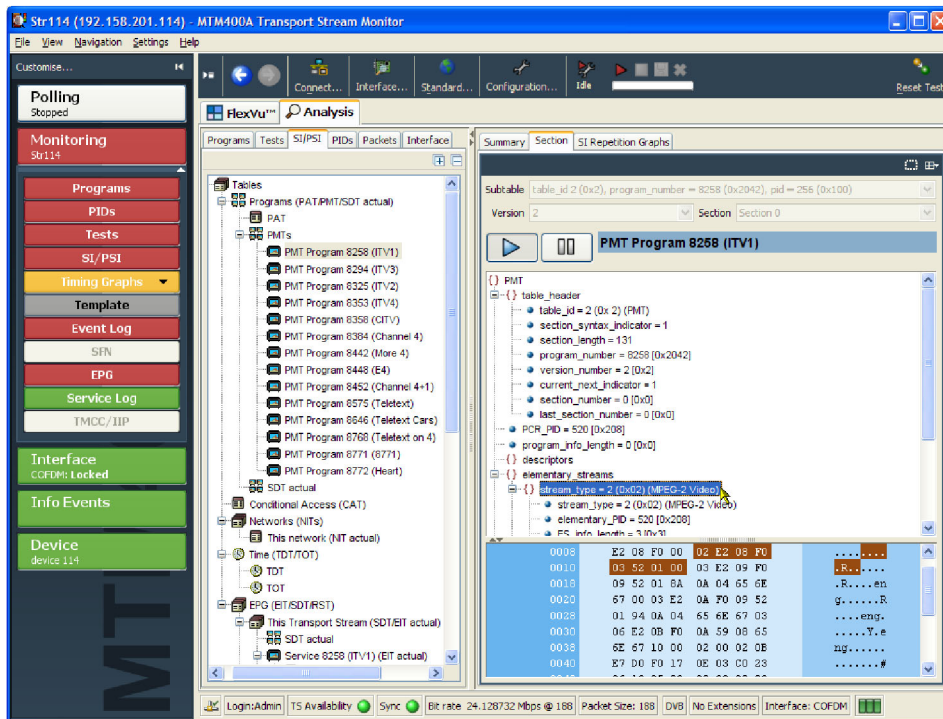 Str114 (192.158.201.114) - MTM400A Transport Stream Monitor
File View Navigation Settings Help
Customise...
Polling
Stopped
Monitoring
Str114
Programs
PIDs
Tests
SI/PSI
Timing Graphs
Template
Event Log
SFN
EPG
Service Log
TMCC/IIP
Interface
COFDM: Locked
Info Events
Device
device 114
MTM
Connect... Interface... Standard... Configuration... Idle Reset Test
FlexVu™ Analysis
Programs Tests SI/PSI PIDs Packets Interface
Tables
Programs (PAT/PMT/SDT actual)
PAT
PMTs
PMT Program 8258 (ITV1)
PMT Program 8294 (ITV3)
PMT Program 8325 (ITV2)
PMT Program 8353 (ITV4)
PMT Program 8358 (CITV)
PMT Program 8384 (Channel 4)
PMT Program 8442 (More 4)
PMT Program 8448 (E4)
PMT Program 8452 (Channel 4+1)
PMT Program 8575 (Teletext)
PMT Program 8646 (Teletext Cars)
PMT Program 8768 (Teletext on 4)
PMT Program 8771 (8771)
PMT Program 8772 (Heart)
SDT actual
Conditional Access (CAT)
Networks (NITs)
This network (NIT actual)
Time (TDT/TOT)
TDT
TOT
EPG (EIT/SDT/RST)
This Transport Stream (SDT/EIT actual)
SDT actual
Service 8258 (ITV1) (EIT actual)
Summary Section SI Repetition Graphs
Subtable table_id 2 (0x2), program_number = 8258 (0x2042), pid = 256 (0x100)
Version 2 Section Section 0
PMT Program 8258 (ITV1)
{} PMT
{} table_header
table_id = 2 (0x 2) (PMT)
section_syntax_indicator = 1
section_length = 131
program_number = 8258 [0x2042]
version_number = 2 [0x2]
current_next_indicator = 1
section_number = 0 [0x0]
last_section_number = 0 [0x0]
PCR_PID = 520 [0x208]
program_info_length = 0 [0x0]
{} descriptors
{} elementary_streams
{} stream_type = 2 (0x02) (MPEG-2 Video)
stream_type = 2 (0x02) (MPEG-2 Video)
elementary_PID = 520 [0x208]
ES_info_length = 3 [0x3]
0008 E2 08 F0 00 02 E2 08 F0 ........
0010 03 52 01 00 03 E2 09 F0 .R......
0018 09 52 01 8A 0A 04 65 6E .R....en
0020 67 00 03 E2 0A F0 09 52 g......R
0028 01 94 0A 04 65 6E 67 03 ....eng.
0030 06 E2 0B F0 0A 59 08 65 .....Y.e
0038 6E 67 10 00 02 00 02 0B ng......
0040 E7 D0 F0 17 0E 03 C0 23 .......#
Login:Admin TS Availability Sync Bit rate 24.128732 Mbps @ 188 Packet Size: 188 DVB No Extensions Interface: COFDM